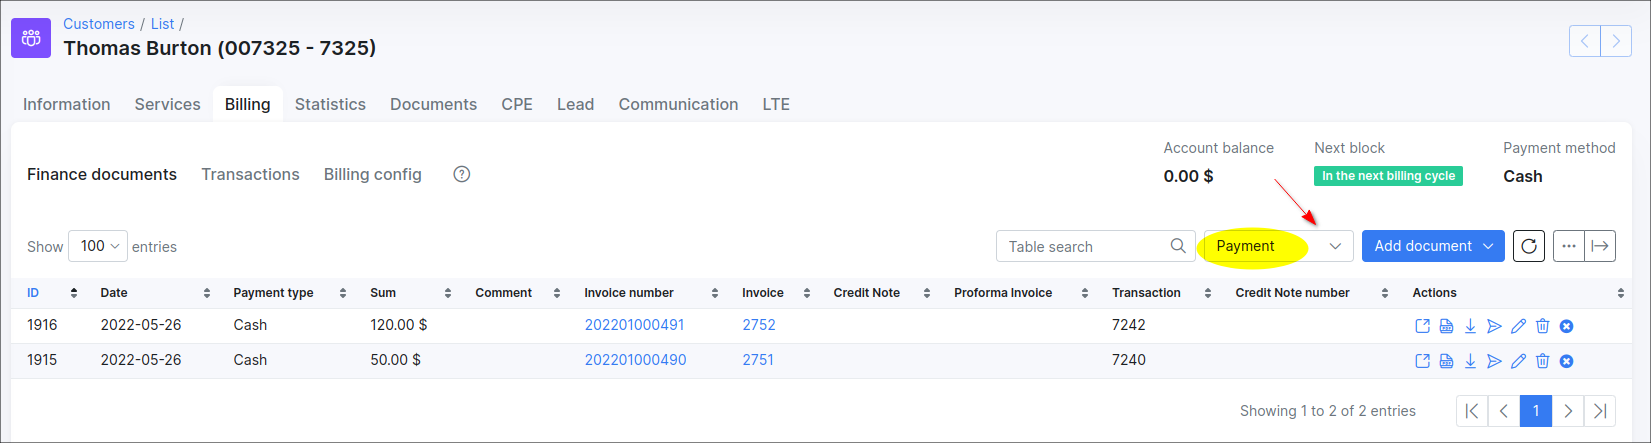 Customers / List /
Thomas Burton (007325 - 7325)
Information Services Billing Statistics Documents CPE Lead Communication LTE
Account balance Next block Payment method
Finance documents Transactions Billing config ?
0.00 $ In the next billing cycle Cash
Show 100 entries Table search Payment Add document
ID Date Payment type Sum Comment Invoice number Invoice Credit Note Proforma Invoice Transaction Credit Note number Actions
1916 2022-05-26 Cash 120.00 $ 202201000491 2752 7242
1915 2022-05-26 Cash 50.00 $ 202201000490 2751 7240
Showing 1 to 2 of 2 entries 1